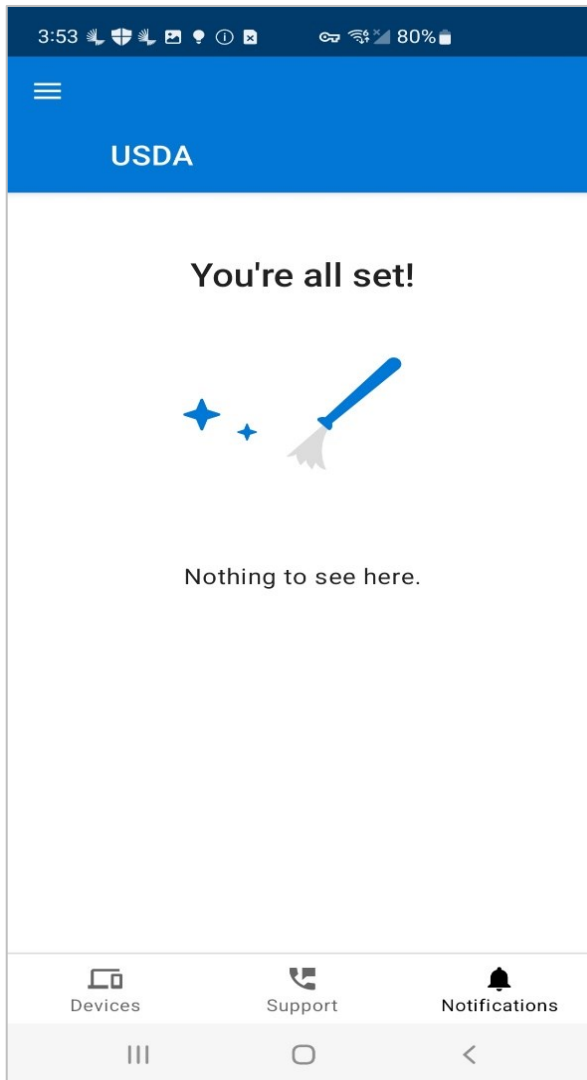 3:53 80%
USDA
You're all set!
Nothing to see here.
Devices Support Notifications